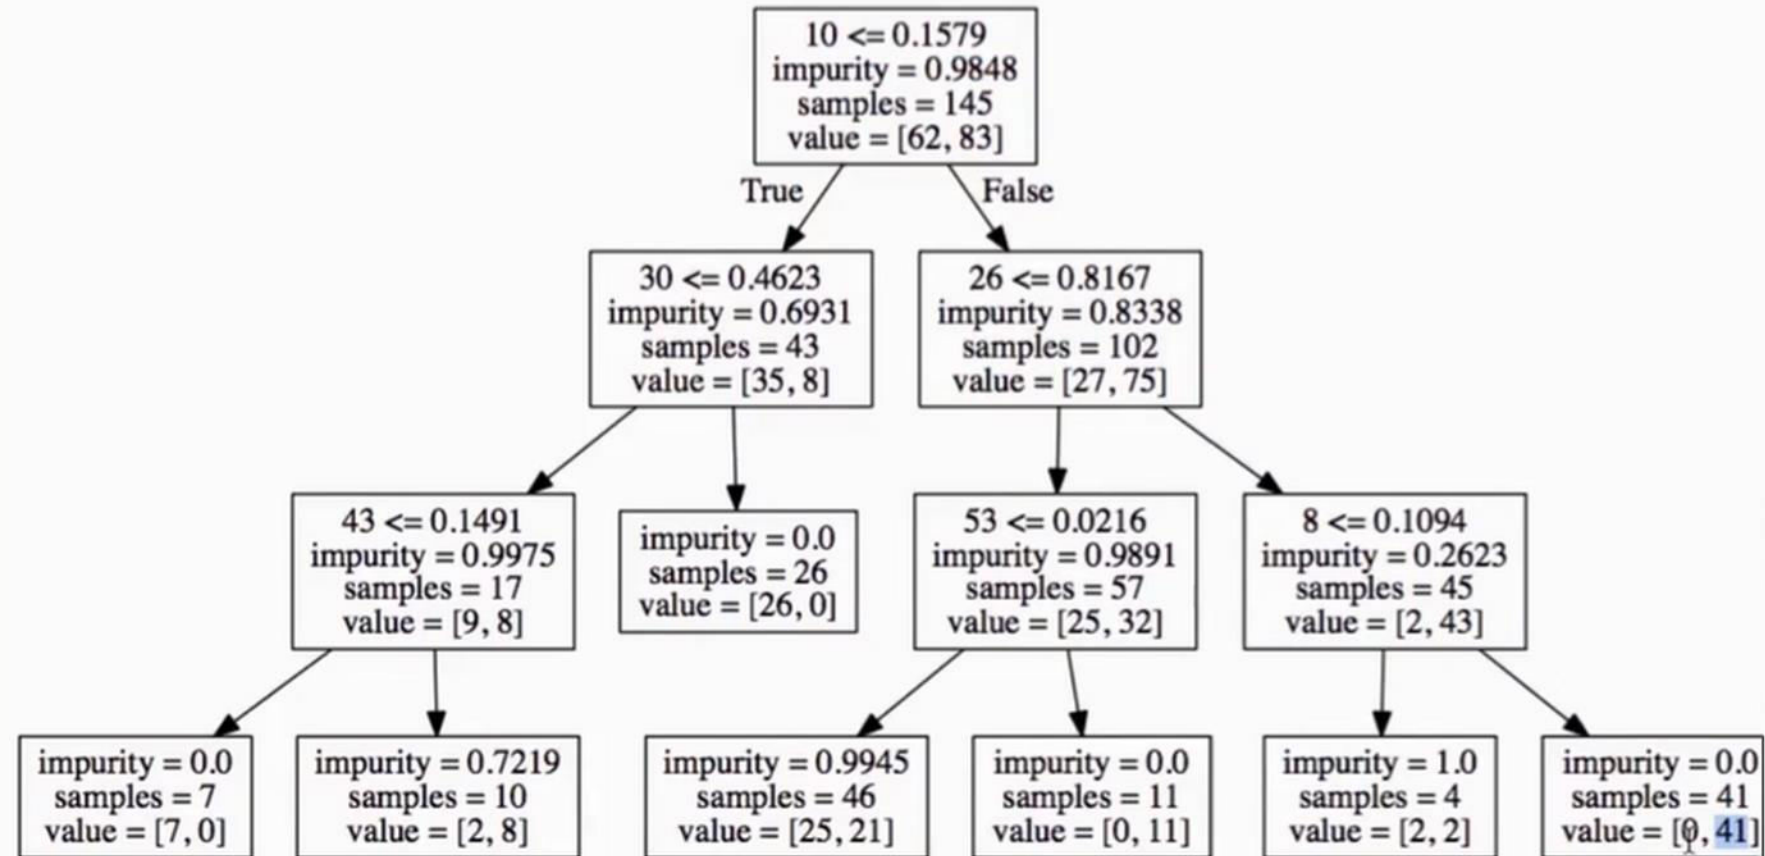 10 <= 0.1579
impurity = 0.9848
samples = 145
value = [62, 83]
True
False
30 <= 0.4623
impurity = 0.6931
samples = 43
value = [35, 8]
26 <= 0.8167
impurity = 0.8338
samples = 102
value = [27, 75]
43 <= 0.1491
impurity = 0.9975
samples = 17
value = [9, 8]
impurity = 0.0
samples = 26
value = [26, 0]
53 <= 0.0216
impurity = 0.9891
samples = 57
value = [25, 32]
8 <= 0.1094
impurity = 0.2623
samples = 45
value = [2, 43]
impurity = 0.0
samples = 7
value = [7, 0]
impurity = 0.7219
samples = 10
value = [2, 8]
impurity = 0.9945
samples = 46
value = [25, 21]
impurity = 0.0
samples = 11
value = [0, 11]
impurity = 1.0
samples = 4
value = [2, 2]
impurity = 0.0
samples = 41
value = [0, 41]